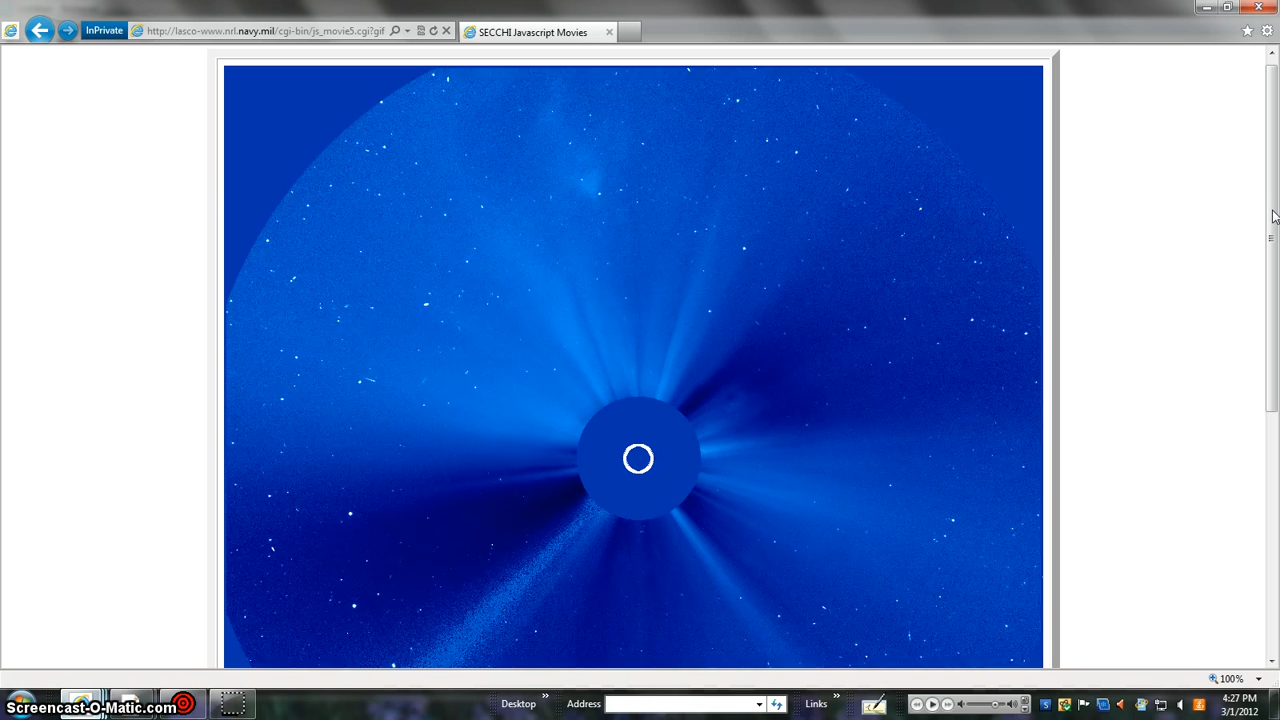 InPrivate
http://lasco-www.nrl.navy.mil/cgi-bin/js_movie5.cgi?gif
SECCHI Javascript Movies
100%
Desktop
Address
Links
4:27 PM
3/1/2012
Screencast-O-Matic.com